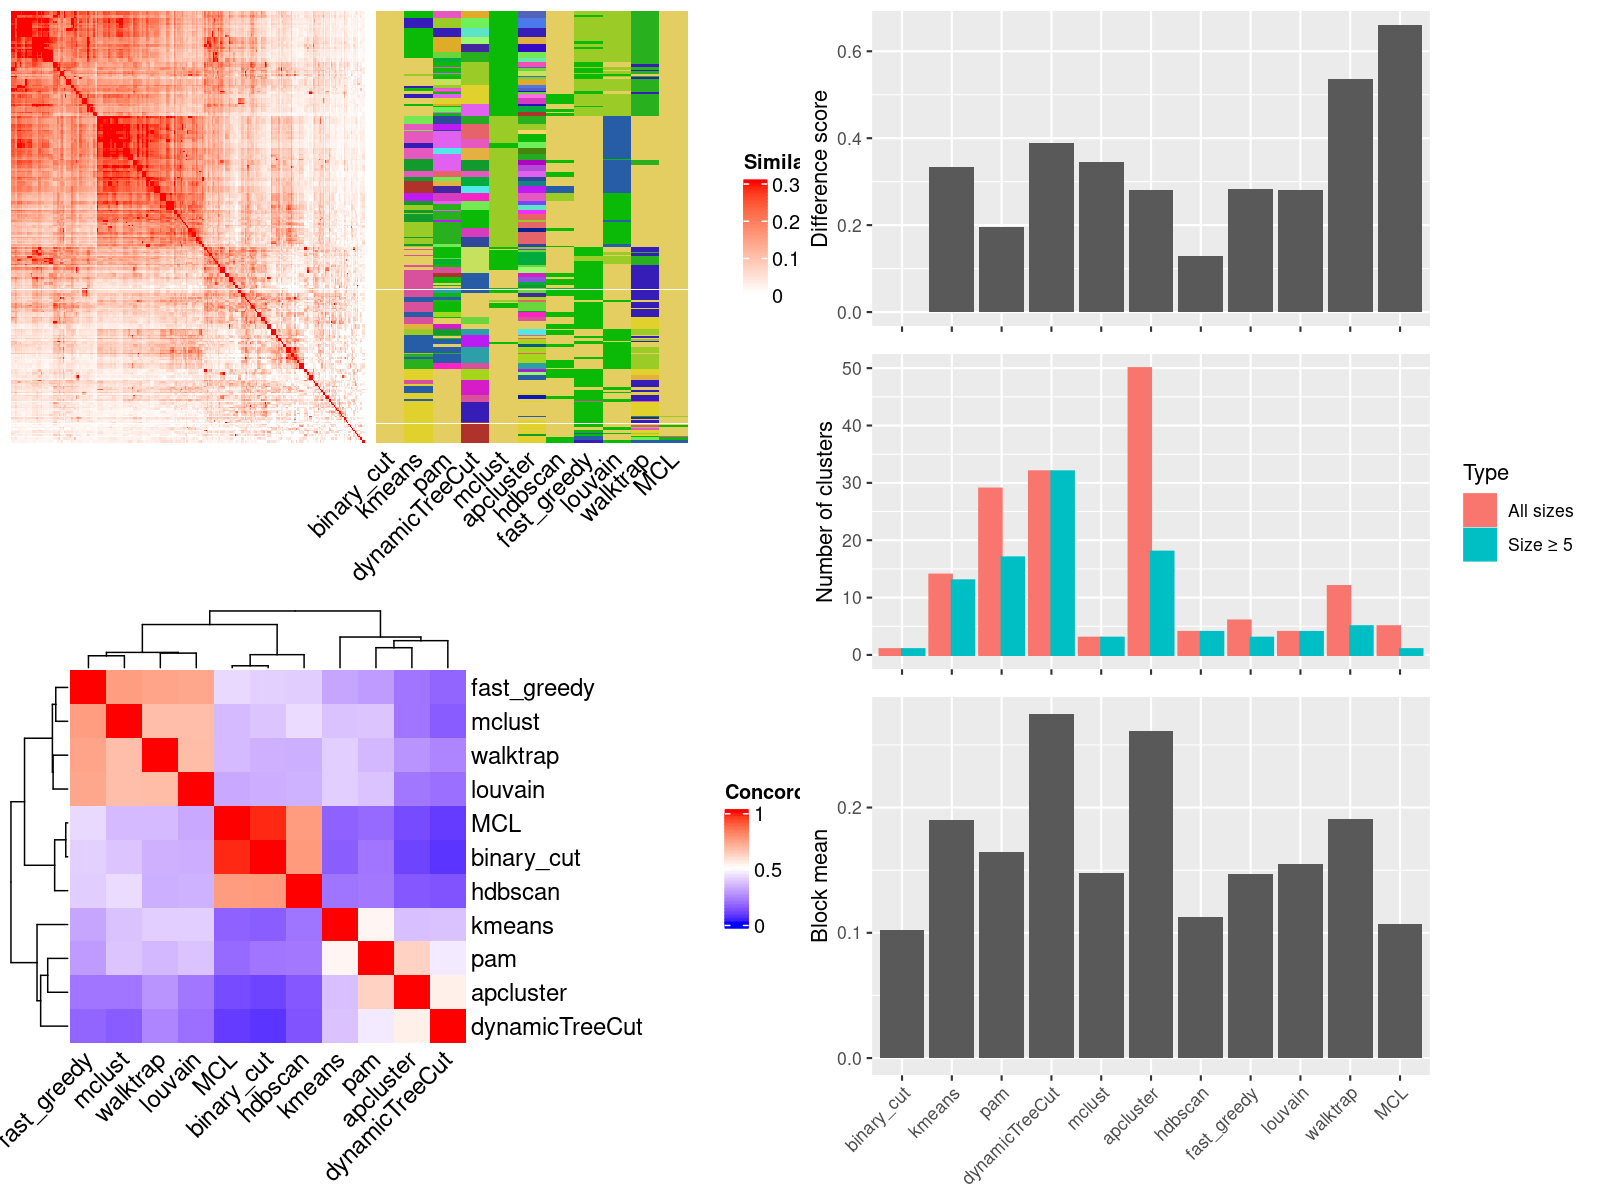 Simila
0.3
0.2
0.1
0
binary_cut
kmeans
pam
dynamicTreeCut
mclust
apcluster
hdbscan
fast_greedy
louvain
walktrap
MCL
Difference score
0.6
0.4
0.2
0.0
Number of clusters
50
40
30
20
10
0
Type
All sizes
Size ≥ 5
Block mean
0.2
0.1
0.0
binary_cut
kmeans
pam
dynamicTreeCut
mclust
apcluster
hdbscan
fast_greedy
louvain
walktrap
MCL
fast_greedy
mclust
walktrap
louvain
MCL
binary_cut
hdbscan
kmeans
pam
apcluster
dynamicTreeCut
fast_greedy
mclust
walktrap
louvain
MCL
binary_cut
hdbscan
kmeans
pam
apcluster
dynamicTreeCut
Concord
1
0.5
0